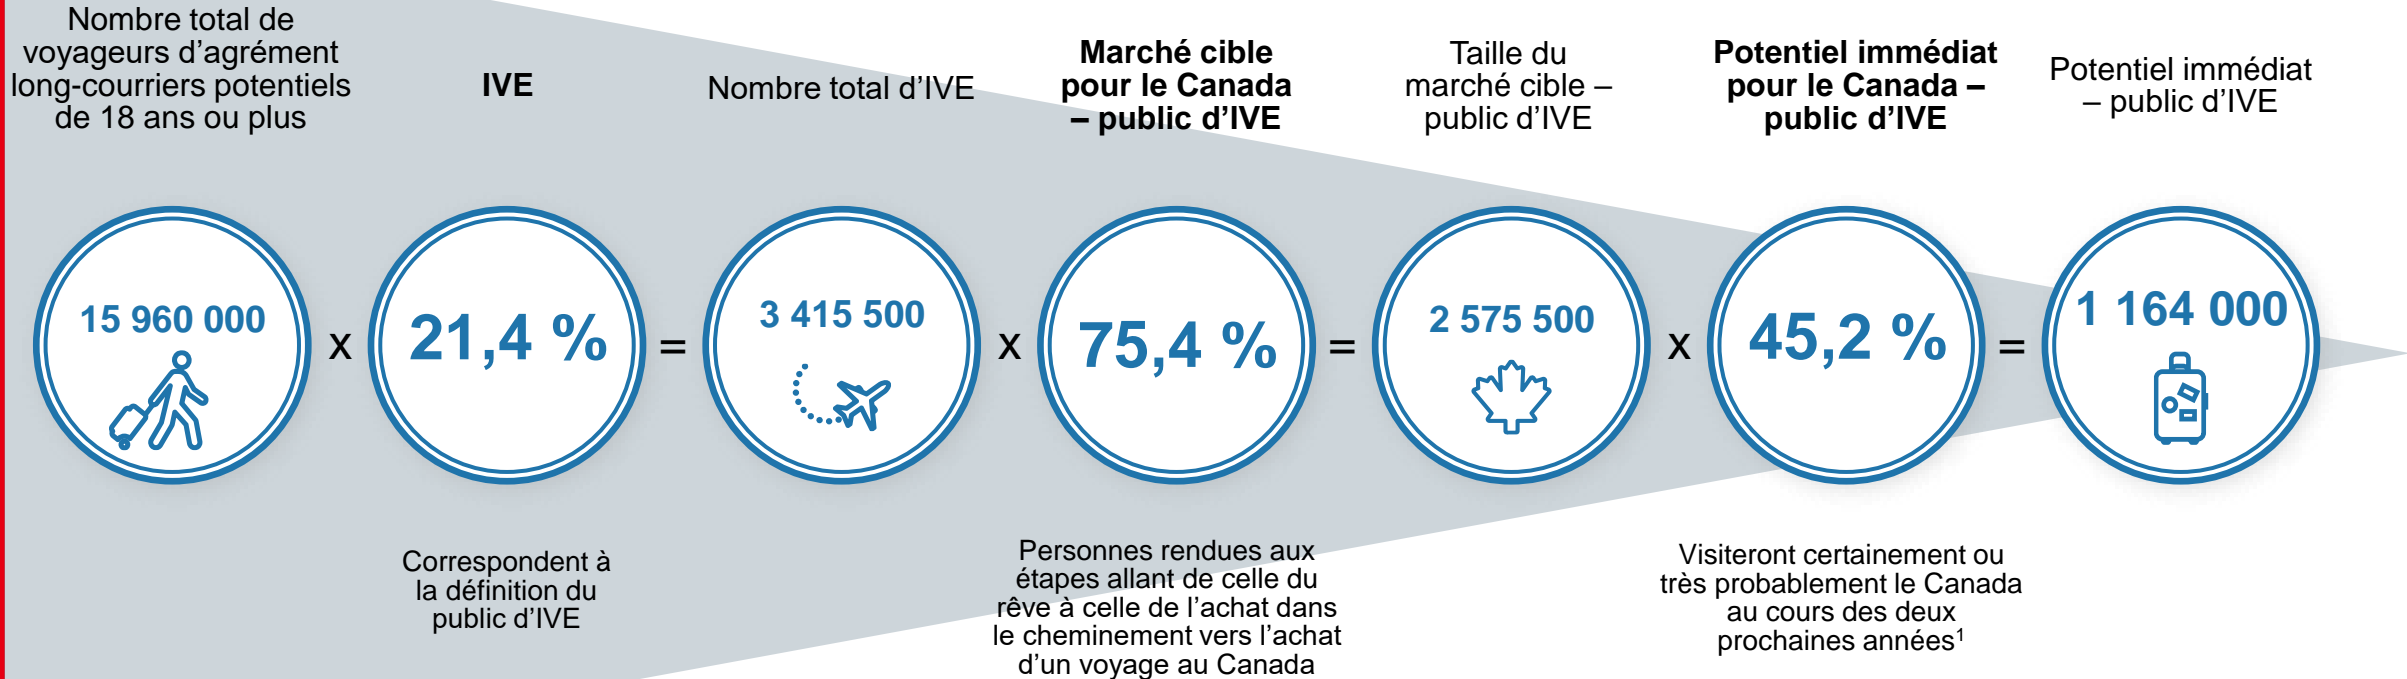 Nombre total de
voyageurs d’agrément
long-courriers potentiels
de 18 ans ou plus
IVE
Nombre total d’IVE
Marché cible
pour le Canada
– public d’IVE
Taille du
marché cible –
public d’IVE
Potentiel immédiat
pour le Canada –
public d’IVE
Potentiel immédiat
– public d’IVE
15 960 000
x
21,4 %
=
3 415 500
x
75,4 %
=
2 575 500
x
45,2 %
=
1 164 000
Correspondent à
la définition du
public d’IVE
Personnes rendues aux
étapes allant de celle du
rêve à celle de l’achat dans
le cheminement vers l’achat
d’un voyage au Canada
Visiteront certainement ou
très probablement le Canada
au cours des deux
prochaines années¹